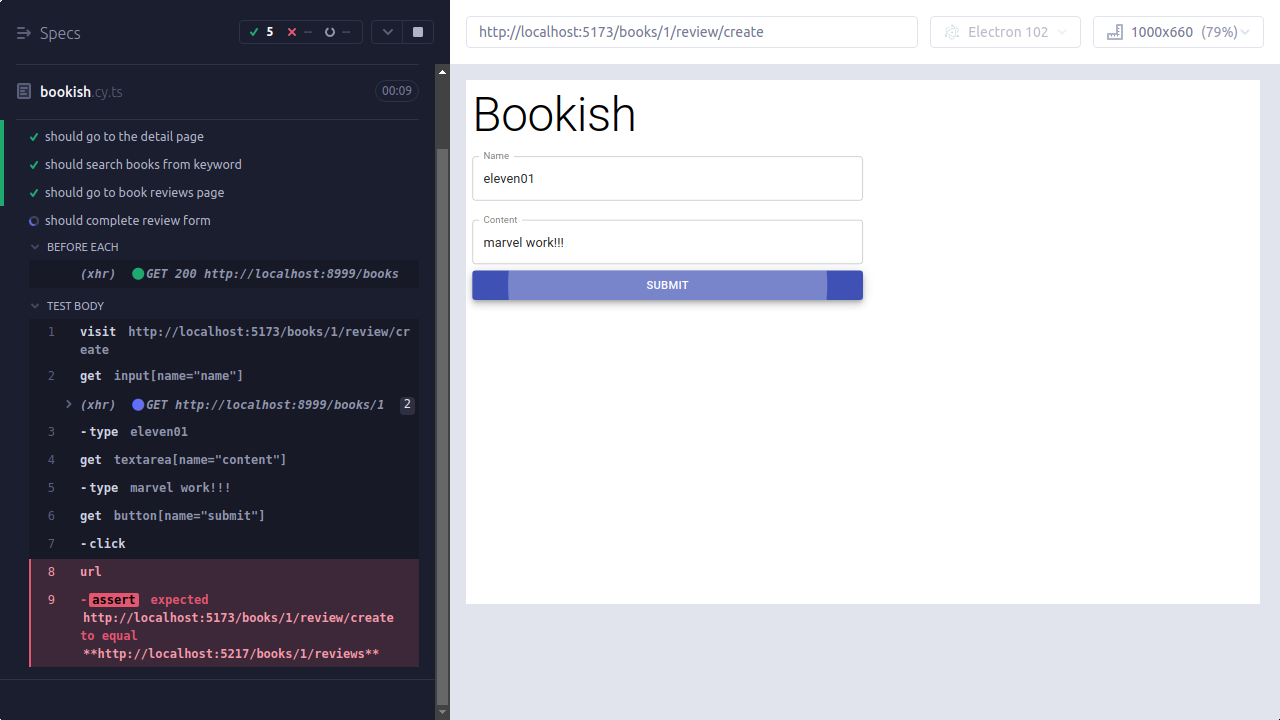 Specs
5
--
--
bookish.cy.ts
00:09
should go to the detail page
should search books from keyword
should go to book reviews page
should complete review form
BEFORE EACH
(xhr) GET 200 http://localhost:8999/books
TEST BODY
1 visit http://localhost:5173/books/1/review/cr
eate
2 get input[name="name"]
(xhr) GET http://localhost:8999/books/1 2
3 -type eleven01
4 get textarea[name="content"]
5 -type marvel work!!!
6 get button[name="submit"]
7 -click
8 url
9 -assert expected
http://localhost:5173/books/1/review/create
to equal
**http://localhost:5217/books/1/reviews**
http://localhost:5173/books/1/review/create
Electron 102
1000x660 (79%)
Bookish
Name
eleven01
Content
marvel work!!!
SUBMIT